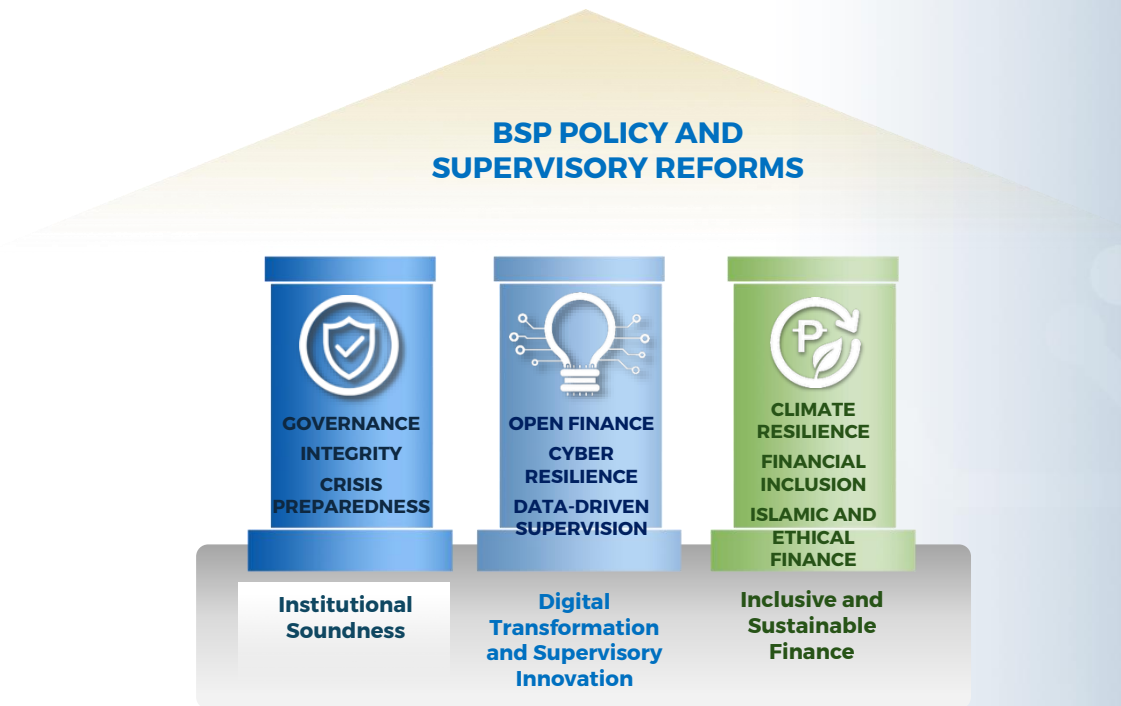 BSP POLICY AND
SUPERVISORY REFORMS
GOVERNANCE
INTEGRITY
CRISIS
PREPAREDNESS
OPEN FINANCE
CYBER
RESILIENCE
DATA-DRIVEN
SUPERVISION
CLIMATE
RESILIENCE
FINANCIAL
INCLUSION
ISLAMIC AND
ETHICAL
FINANCE
Institutional
Soundness
Digital
Transformation
and Supervisory
Innovation
Inclusive and
Sustainable
Finance